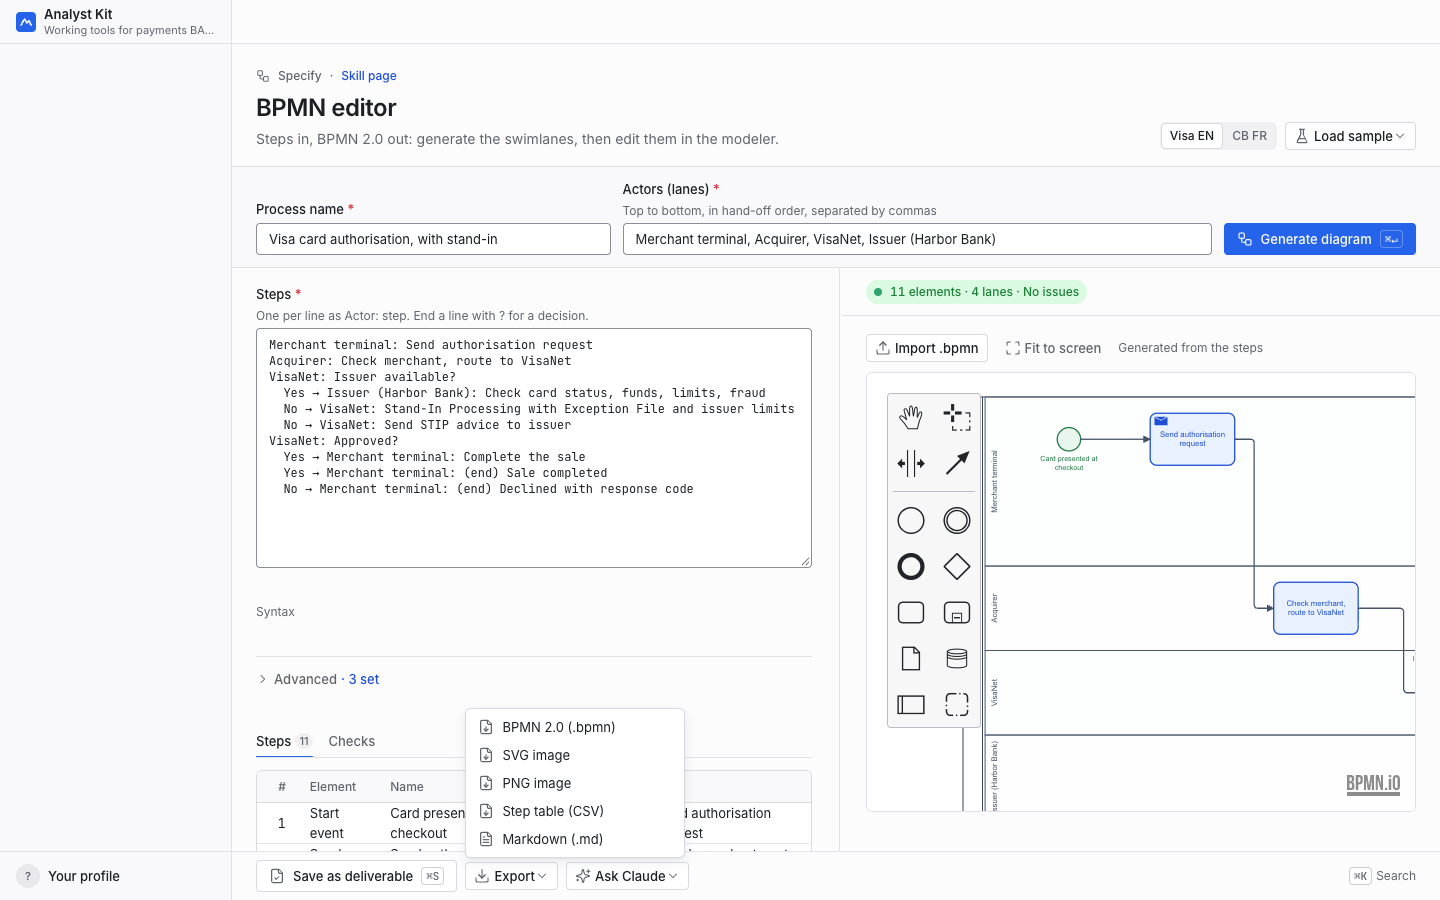 Analyst Kit
Working tools for payments BA...
Specify · Skill page
BPMN editor
Steps in, BPMN 2.0 out: generate the swimlanes, then edit them in the modeler.
Visa EN
CB FR
Load sample
Process name *
Visa card authorisation, with stand-in
Actors (lanes) *
Top to bottom, in hand-off order, separated by commas
Merchant terminal, Acquirer, VisaNet, Issuer (Harbor Bank)
Generate diagram ⌘↵
Steps *
One per line as Actor: step. End a line with ? for a decision.
Merchant terminal: Send authorisation request
Acquirer: Check merchant, route to VisaNet
VisaNet: Issuer available?
Yes → Issuer (Harbor Bank): Check card status, funds, limits, fraud
No → VisaNet: Stand-In Processing with Exception File and issuer limits
No → VisaNet: Send STIP advice to issuer
VisaNet: Approved?
Yes → Merchant terminal: Complete the sale
Yes → Merchant terminal: (end) Sale completed
No → Merchant terminal: (end) Declined with response code
Syntax
Advanced · 3 set
Steps 11
Checks
# Element Name
1
Start
event
Card presen
checkout
d authorisation
est
BPMN 2.0 (.bpmn)
SVG image
PNG image
Step table (CSV)
Markdown (.md)
11 elements · 4 lanes · No issues
Import .bpmn
Fit to screen
Generated from the steps
Merchant terminal
Card presented at
checkout
Send authorisation
request
Acquirer
Check merchant,
route to VisaNet
VisaNet
ssuer (Harbor Bank)
BPMN.iO
? Your profile
Save as deliverable ⌘S
Export
Ask Claude
⌘K Search